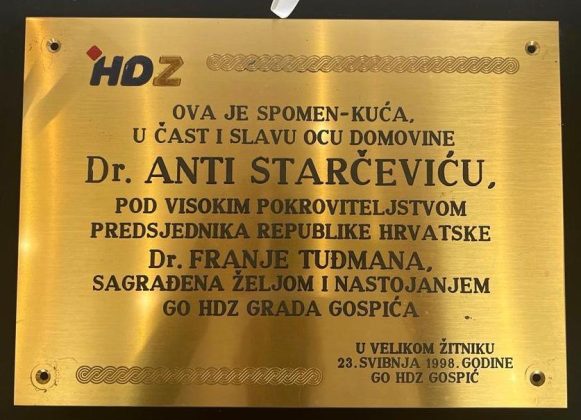 HDZ
OVA JE SPOMEN-KUĆA,
U ČAST I SLAVU OCU DOMOVINE
Dr. ANTI STARČEVIĆU,
POD VISOKIM POKROVITELJSTVOM
PREDSJEDNIKA REPUBLIKE HRVATSKE
Dr. FRANJE TUĐMANA,
SAGRAĐENA ŽELJOM I NASTOJANJEM
GO HDZ GRADA GOSPIĆA
U VELIKOM ŽITNIKU
23. SVIBNJA 1998. GODINE
GO HDZ GOSPIĆ